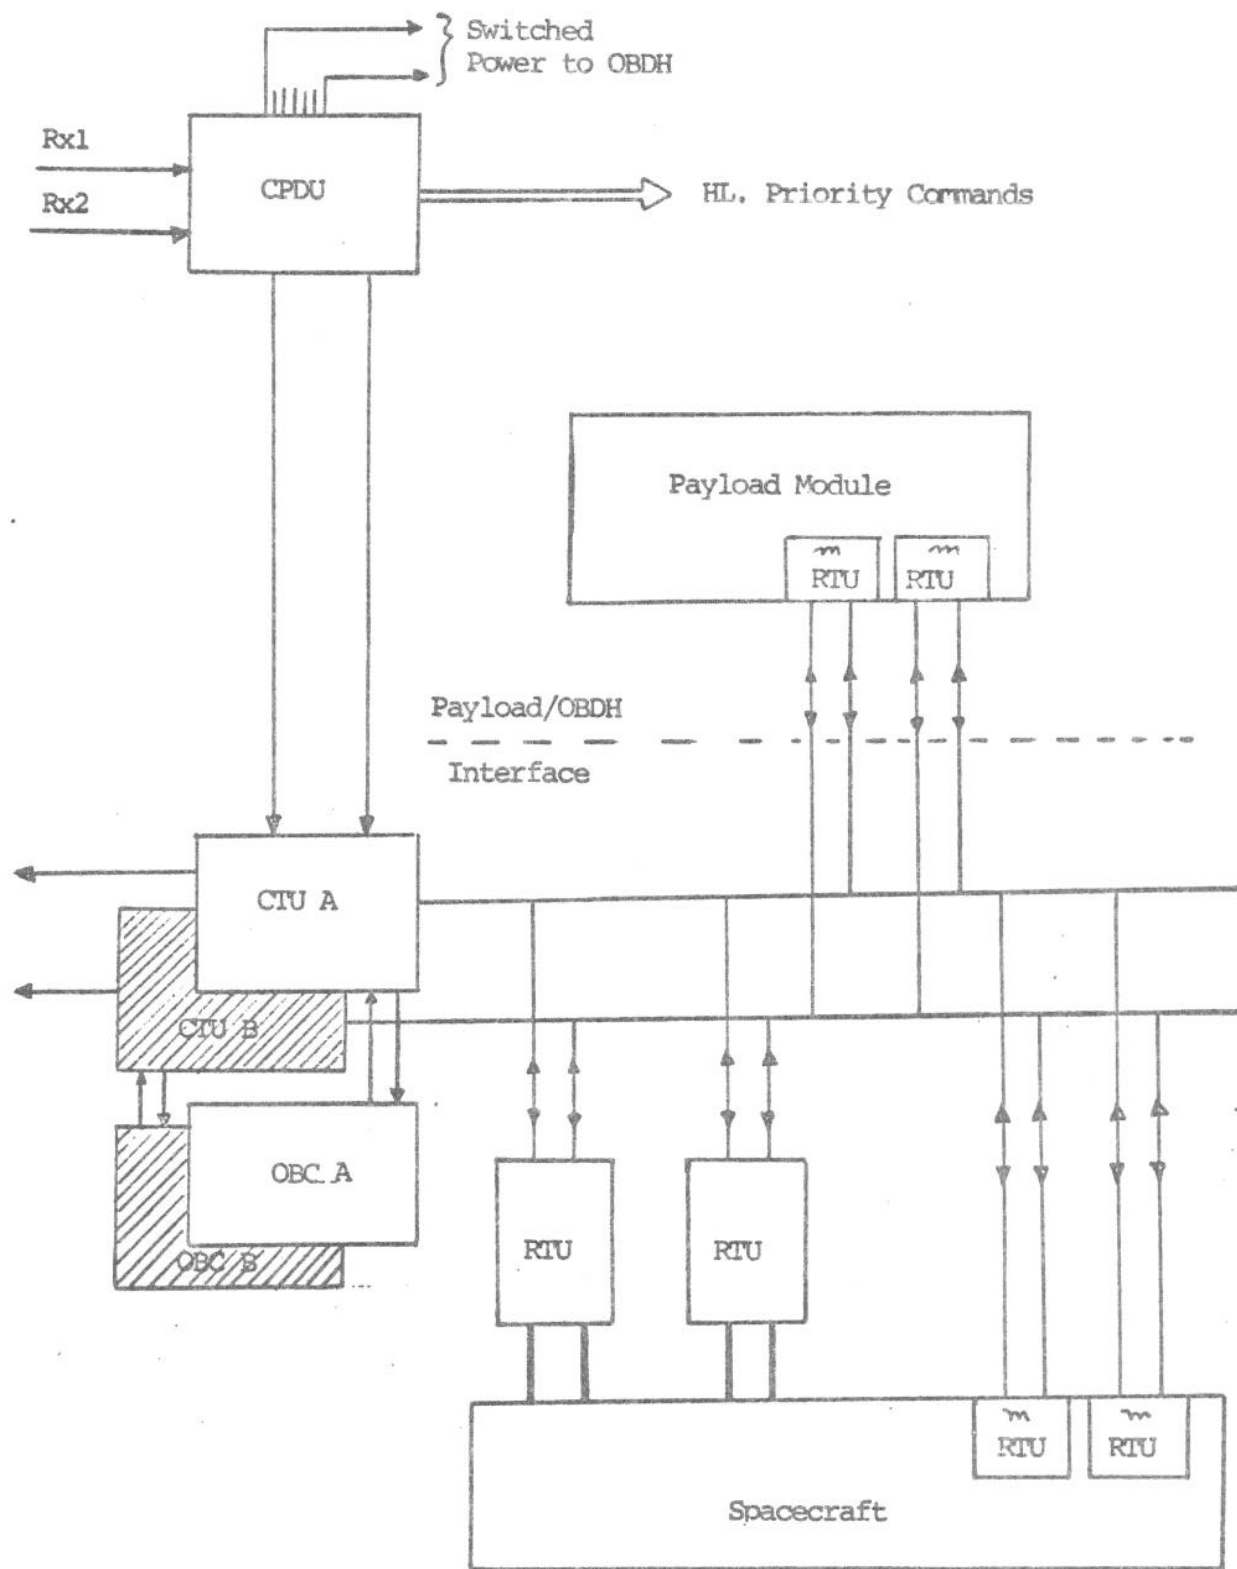 Switched
Power to OBDH
Rx1
Rx2
CPDU
HL. Priority Commands
Payload Module
m m
RTU RTU
Payload/OBDH
Interface
CTU A
CTU B
OBC A
OBC B
RTU RTU
m m
RTU RTU
Spacecraft